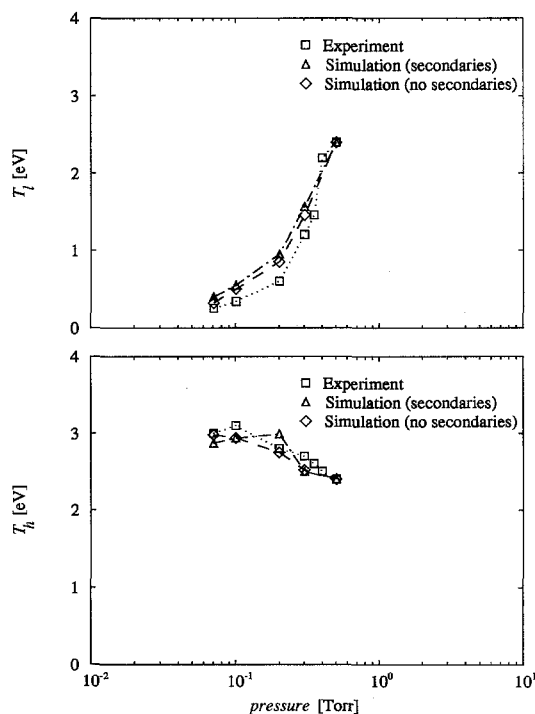 4
Experiment
Simulation (secondaries)
Simulation (no secondaries)
3
2
T_l [eV]
1
0
4
Experiment
Simulation (secondaries)
Simulation (no secondaries)
3
2
T_h [eV]
1
0
10^-2 10^-1 10^0 10^1
pressure [Torr]